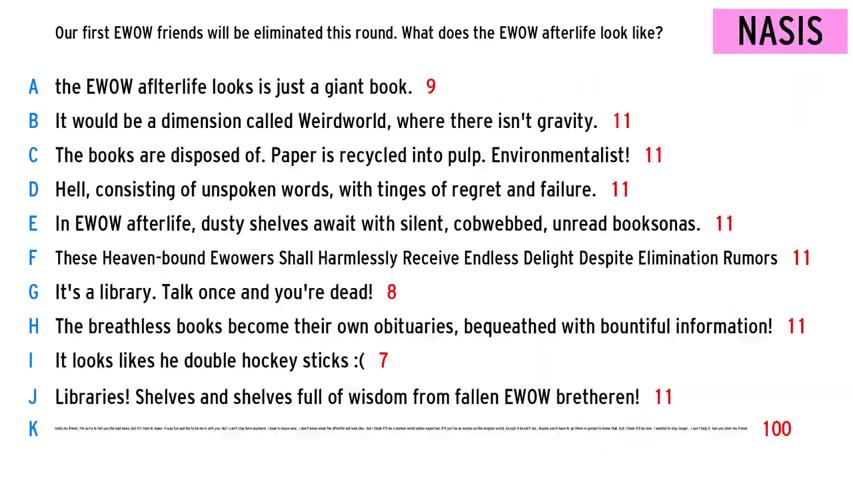 Our first EWOW friends will be eliminated this round. What does the EWOW afterlife look like?
NASIS
A the EWOW aflterlife looks is just a giant book. 9
B It would be a dimension called Weirdworld, where there isn't gravity. 11
C The books are disposed of. Paper is recycled into pulp. Environmentalist! 11
D Hell, consisting of unspoken words, with tinges of regret and failure. 11
E In EWOW afterlife, dusty shelves await with silent, cobwebbed, unread booksonas. 11
F These Heaven-bound Ewowers Shall Harmlessly Receive Endless Delight Despite Elimination Rumors 11
G It's a library. Talk once and you're dead! 8
H The breathless books become their own obituaries, bequeathed with bountiful information! 11
I It looks likes he double hockey sticks :( 7
J Libraries! Shelves and shelves full of wisdom from fallen EWOW bretheren! 11
K 100